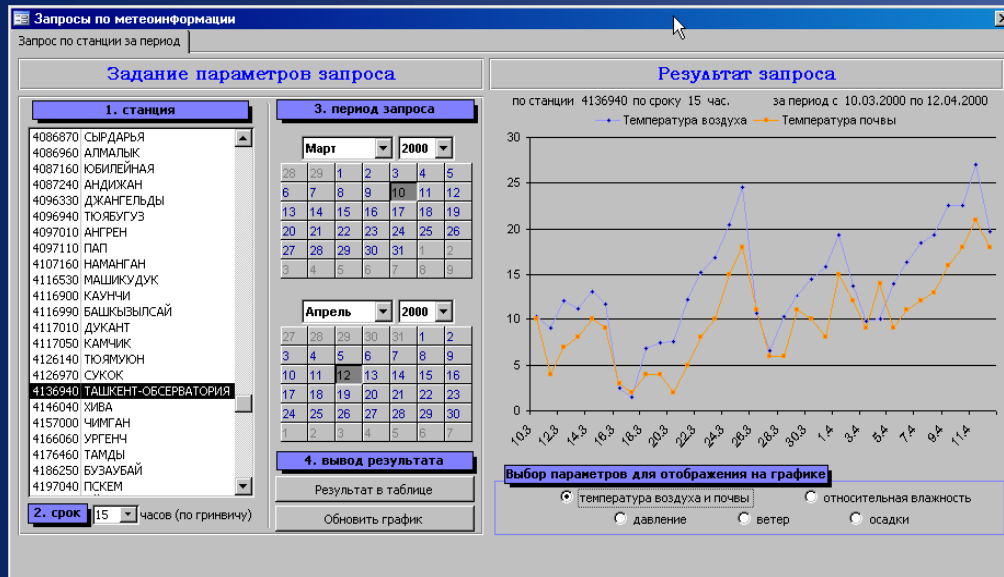 Запросы по метеоинформации
Запрос по станции за период
Задание параметров запроса
1. станция
4086870 СЫРДАРЬЯ
4086960 АЛМАЛЫК
4087160 ЮБИЛЕЙНАЯ
4087240 АНДИЖАН
4096330 ДЖАНГЕЛЬДЫ
4096940 ТЮЯБУГУЗ
4097010 АНГРЕН
4097110 ПАП
4107160 НАМАНГАН
4116530 МАШИКУДУК
4116900 КАУНЧИ
4116990 БАШКЫЗЫЛСАЙ
4117010 ДУКАНТ
4117050 КАМЧИК
4126140 ТЮЯМУЮН
4126970 СУКОК
4136940 ТАШКЕНТ-ОБСЕРВАТОРИЯ
4146040 ХИВА
4157000 ЧИМГАН
4166060 УРГЕНЧ
4176460 ТАМДЫ
4186250 БУЗАУБАЙ
4197040 ПСКЕМ
2. срок 15 часов (по гринвичу)
3. период запроса
Март 2000
28 29 1 2 3 4 5
6 7 8 9 10 11 12
13 14 15 16 17 18 19
20 21 22 23 24 25 26
27 28 29 30 31 1 2
3 4 5 6 7 8 9
Апрель 2000
27 28 29 30 31 1 2
3 4 5 6 7 8 9
10 11 12 13 14 15 16
17 18 19 20 21 22 23
24 25 26 27 28 29 30
1 2 3 4 5 6 7
4. вывод результата
Результат в таблице
Обновить график
Результат запроса
по станции 4136940 по сроку 15 час. за период с 10.03.2000 по 12.04.2000
Температура воздуха Температура почвы
30
25
20
15
10
5
0
10.3 12.3 14.3 16.3 18.3 20.3 22.3 24.3 26.3 28.3 30.3 1.4 3.4 5.4 7.4 9.4 11.4
Выбор параметров для отображения на графике
температура воздуха и почвы относительная влажность
давление ветер осадки